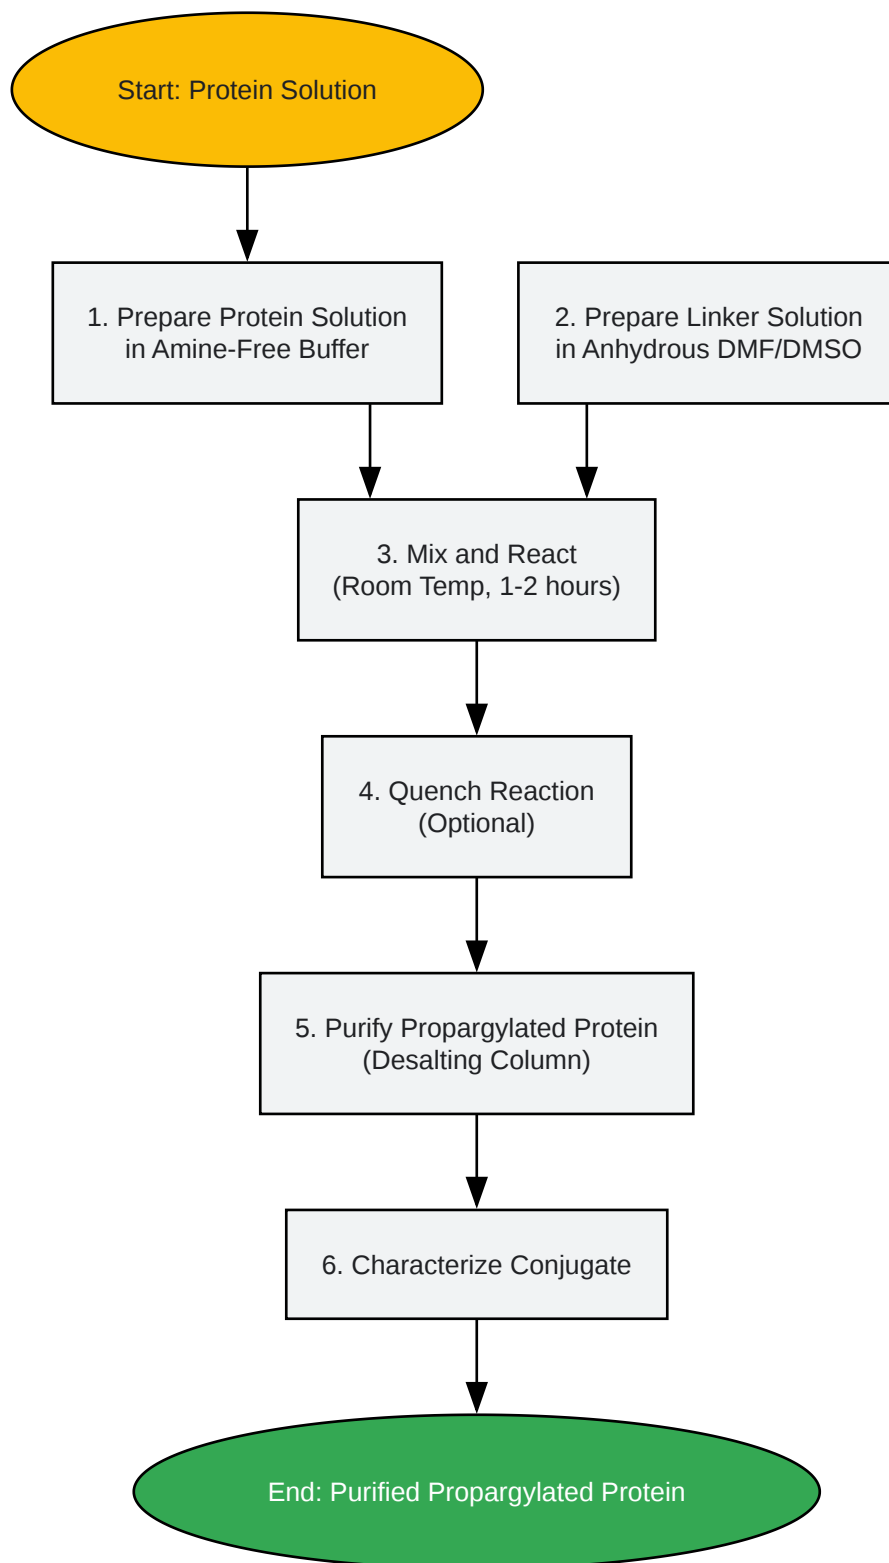 Start: Protein Solution
1. Prepare Protein Solution
in Amine-Free Buffer
2. Prepare Linker Solution
in Anhydrous DMF/DMSO
3. Mix and React
(Room Temp, 1-2 hours)
4. Quench Reaction
(Optional)
5. Purify Propargylated Protein
(Desalting Column)
6. Characterize Conjugate
End: Purified Propargylated Protein